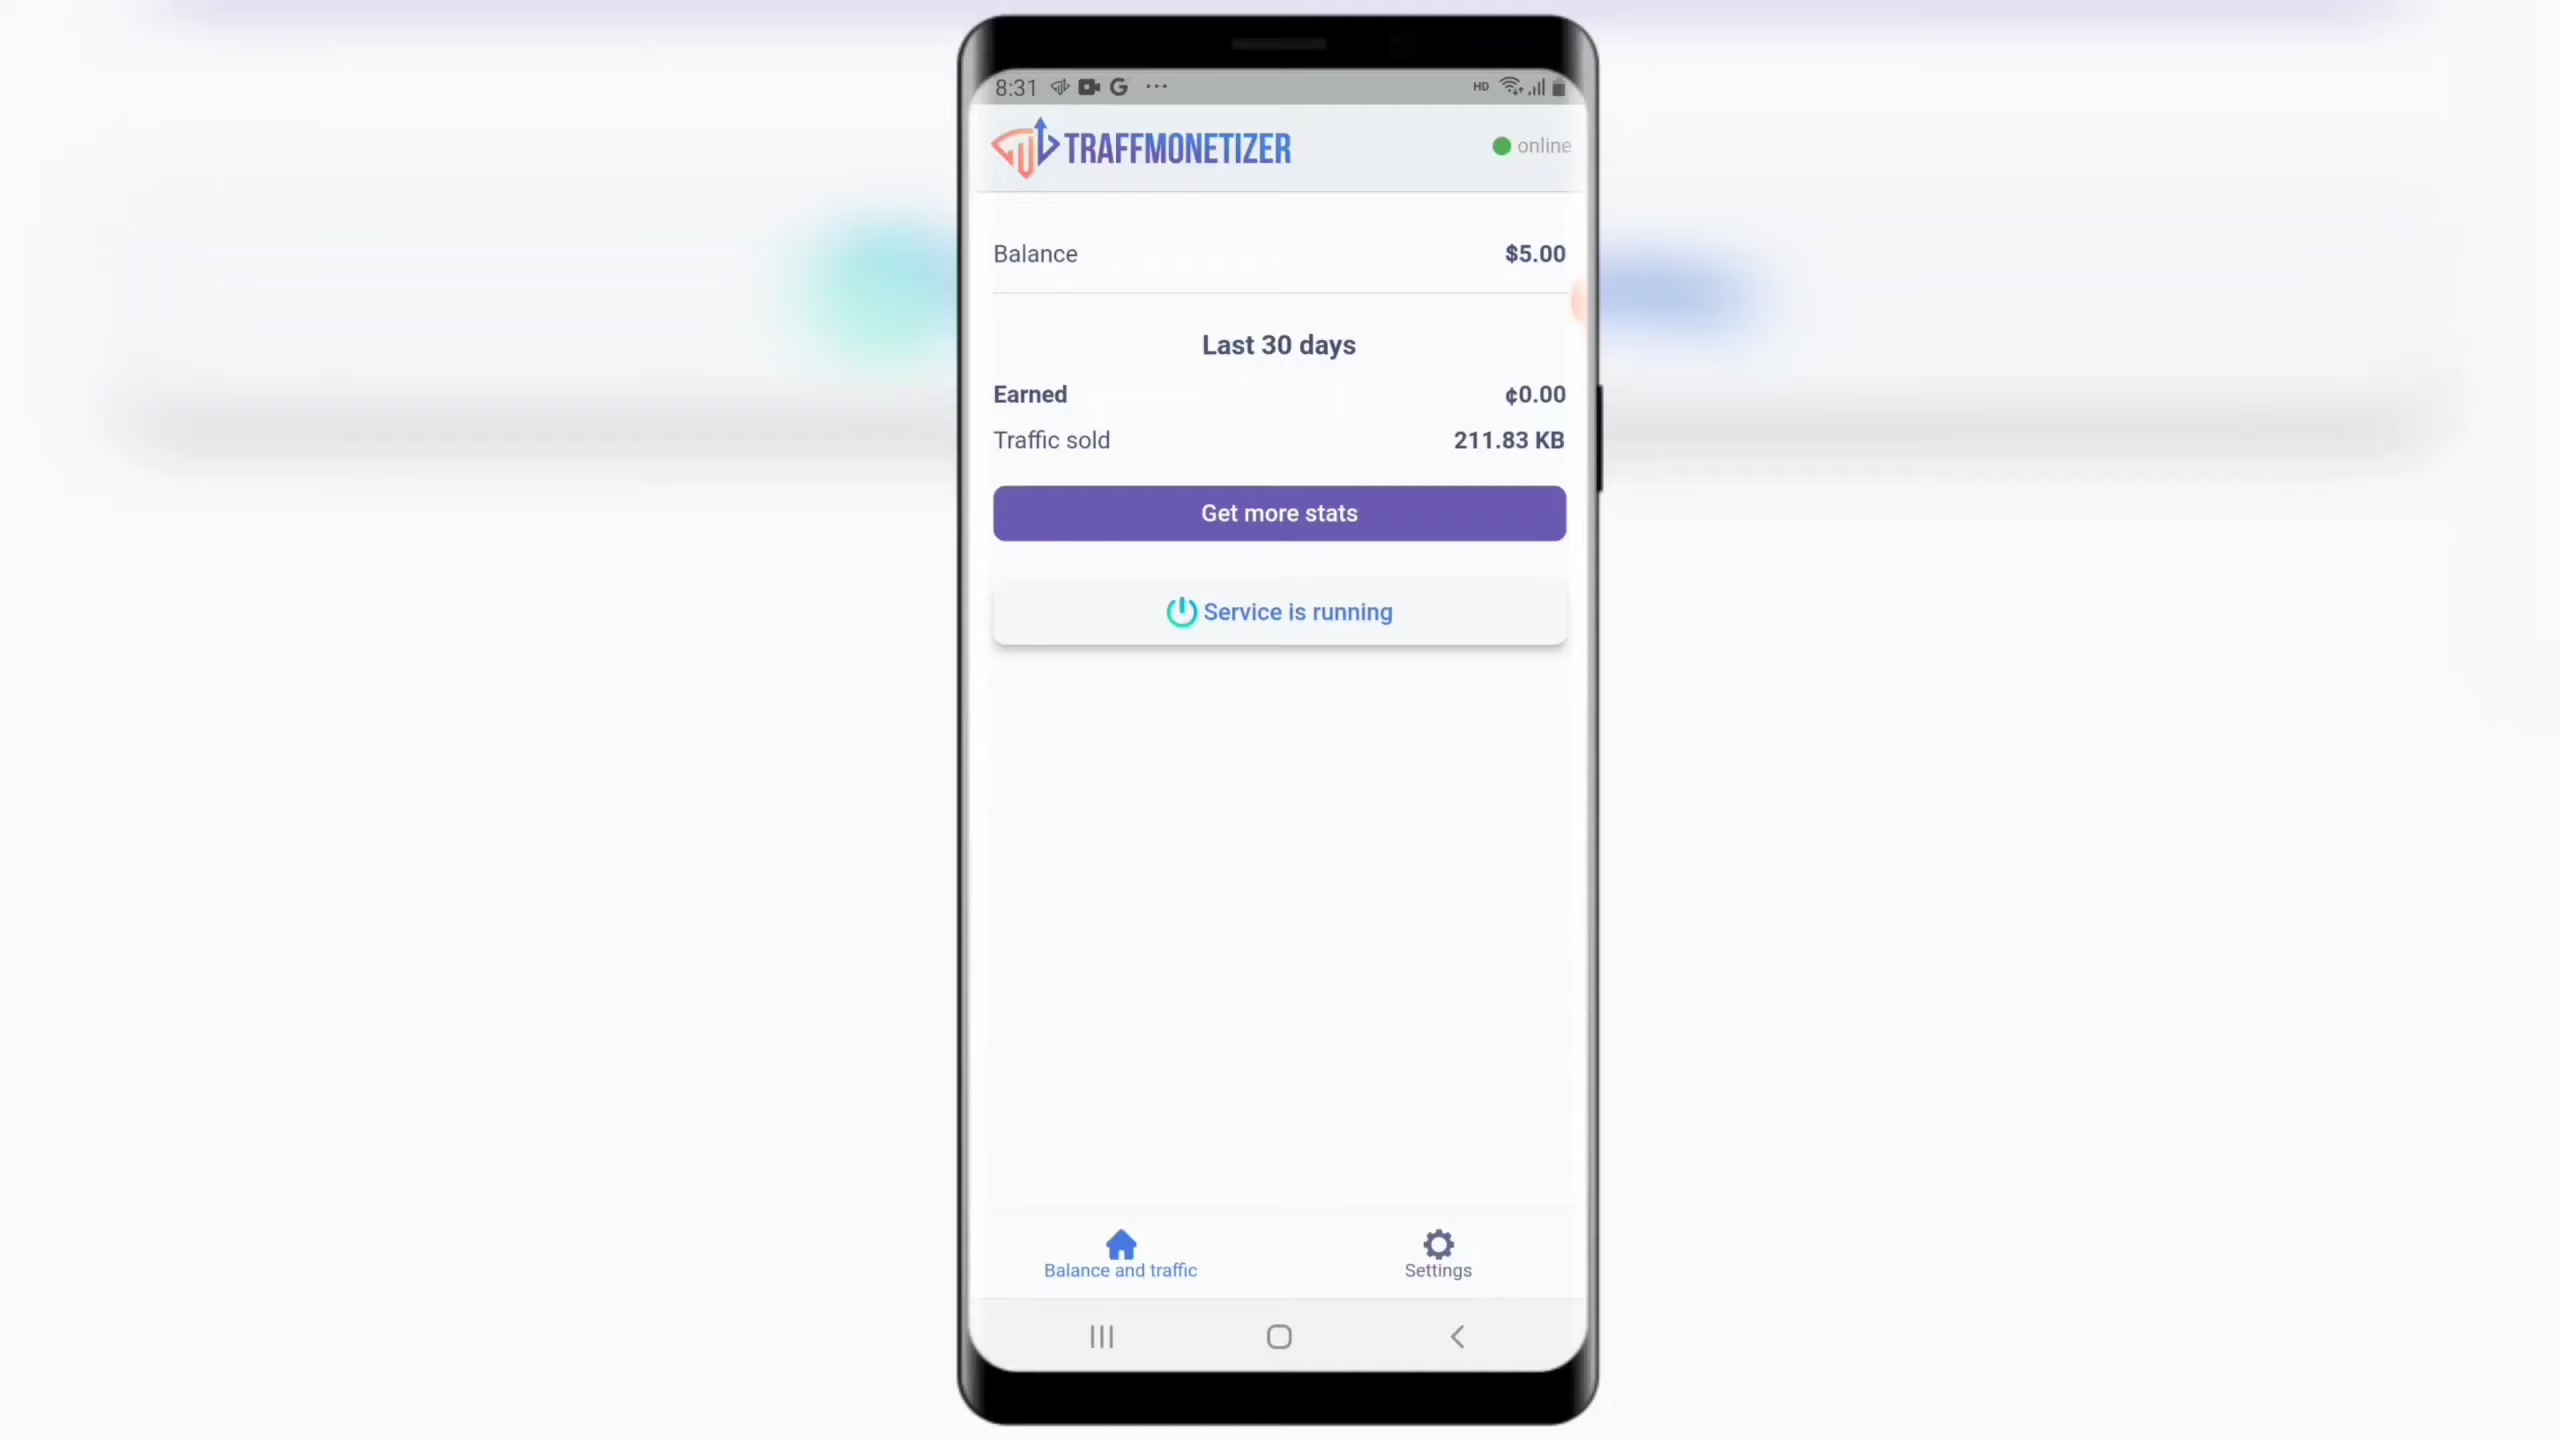 8:31 G ... HD
TRAFFMONETIZER online
Balance $5.00
Last 30 days
Earned ¢0.00
Traffic sold 211.83 KB
Get more stats
Service is running
Balance and traffic Settings